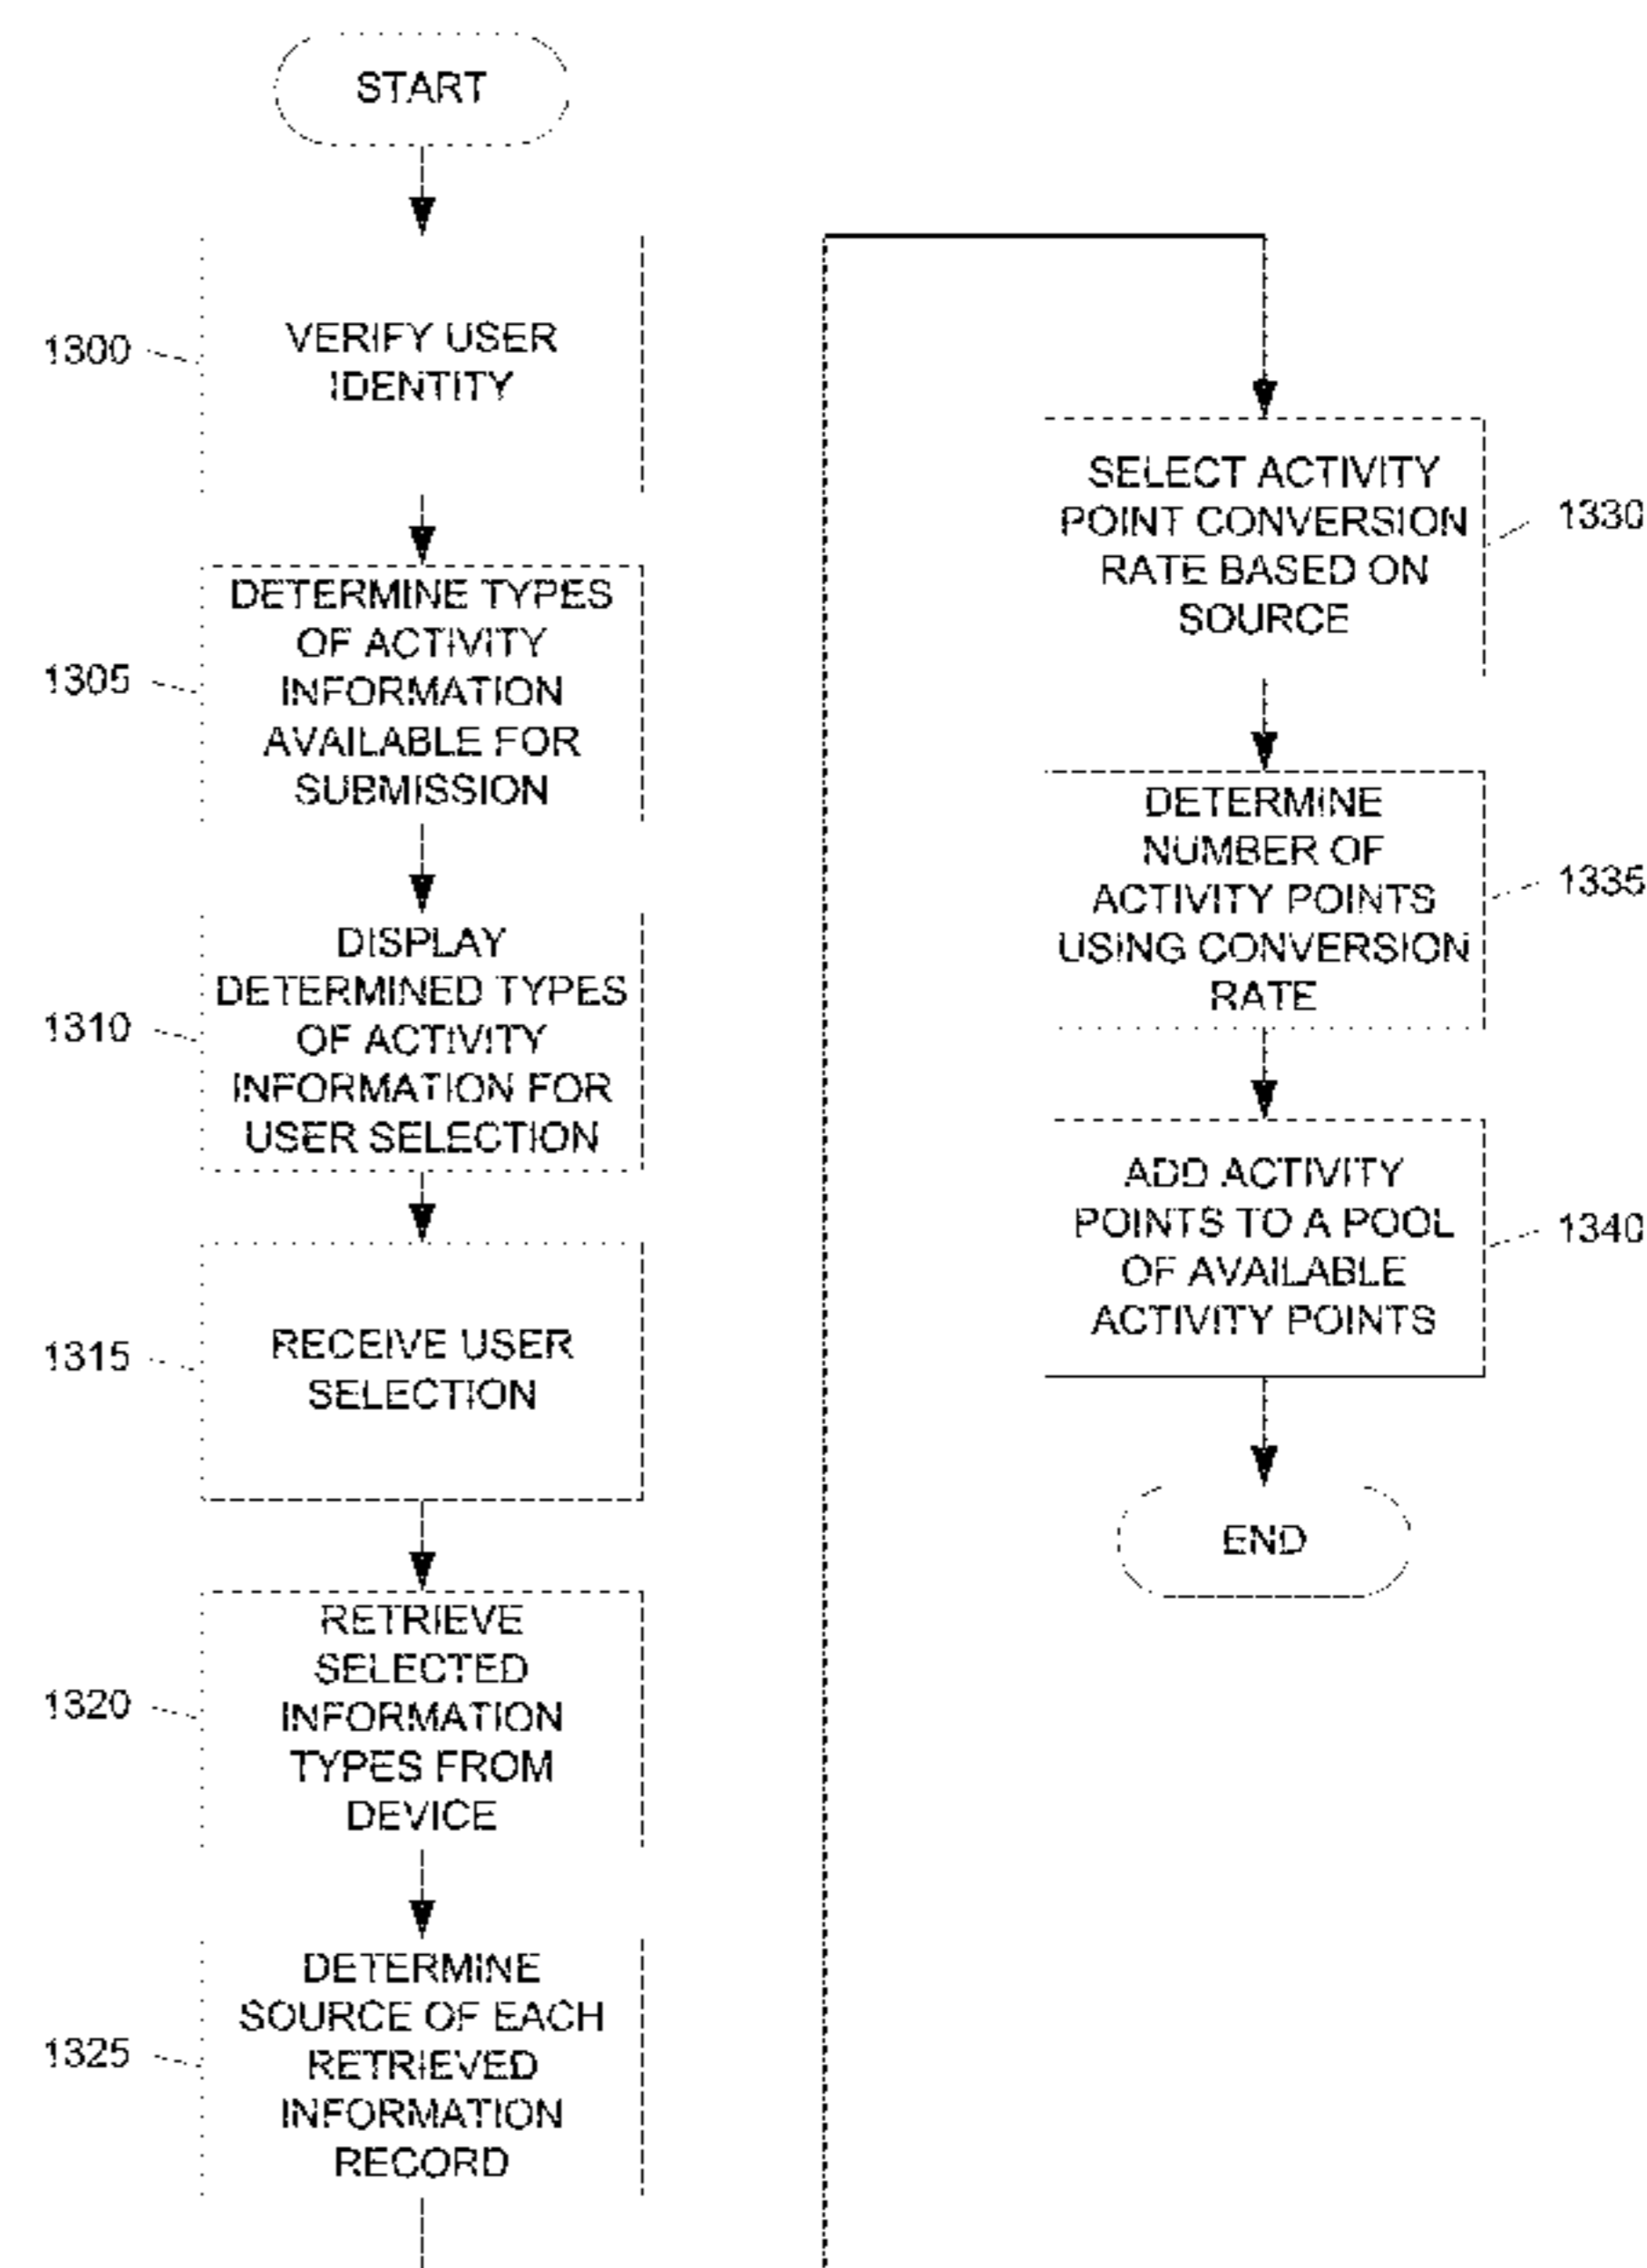 START
1300
VERIFY USER
IDENTITY
1305
DETERMINE TYPES
OF ACTIVITY
INFORMATION
AVAILABLE FOR
SUBMISSION
1310
DISPLAY
DETERMINED TYPES
OF ACTIVITY
INFORMATION FOR
USER SELECTION
1315
RECEIVE USER
SELECTION
1320
RETRIEVE
SELECTED
INFORMATION
TYPES FROM
DEVICE
1325
DETERMINE
SOURCE OF EACH
RETRIEVED
INFORMATION
RECORD
SELECT ACTIVITY
POINT CONVERSION
RATE BASED ON
SOURCE
1330
DETERMINE
NUMBER OF
ACTIVITY POINTS
USING CONVERSION
RATE
1335
ADD ACTIVITY
POINTS TO A POOL
OF AVAILABLE
ACTIVITY POINTS
1340
END